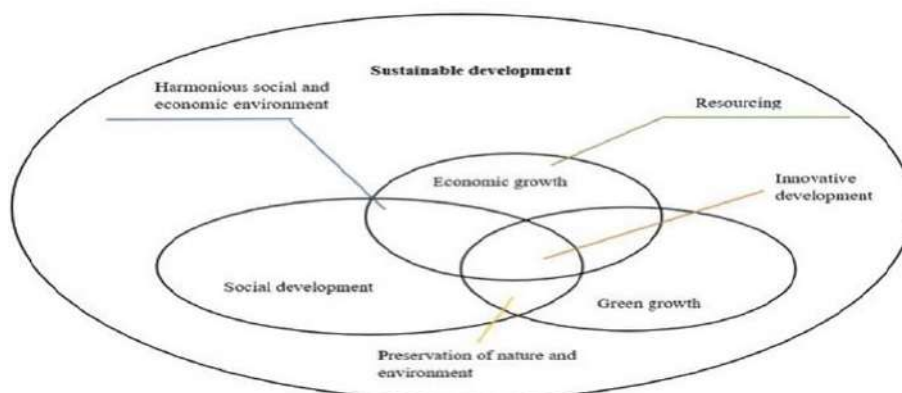 Sustainable development
Harmonious social and
economic environment
Resourcing
Economic growth
Innovative
development
Social development
Green growth
Preservation of nature and
environment